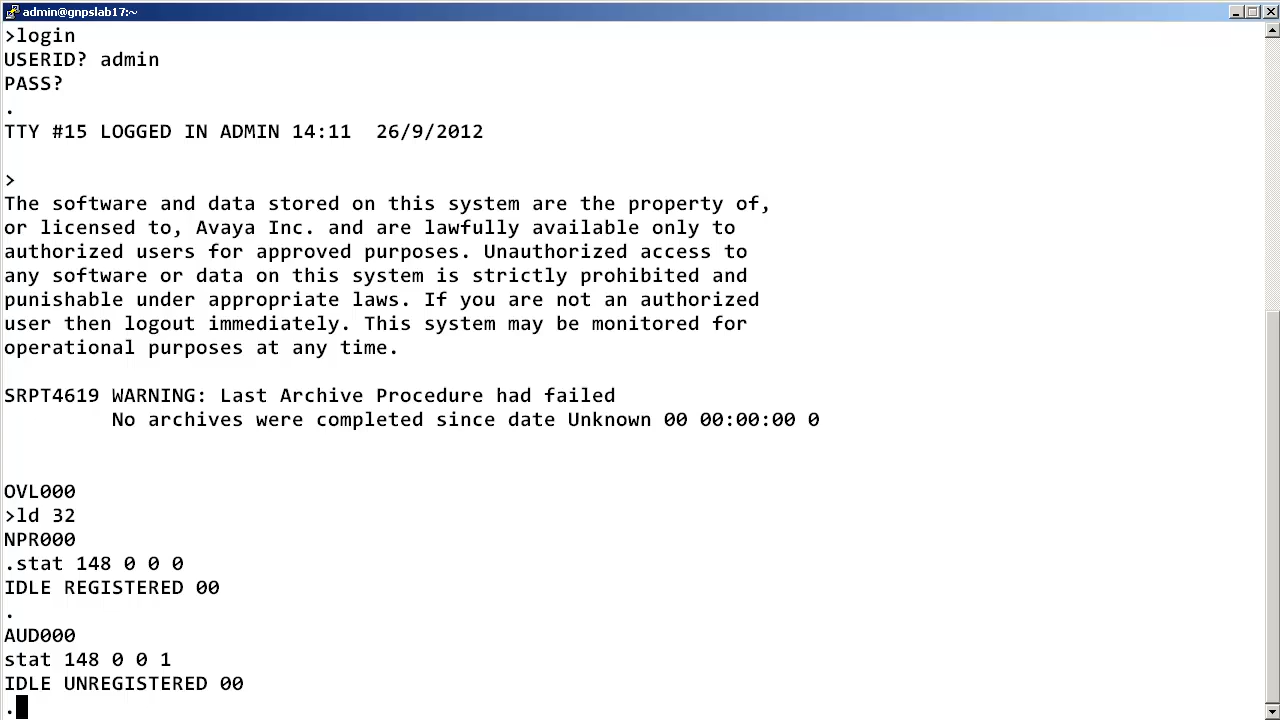 admin@gnpslab17:~
>login
USERID? admin
PASS?
.
TTY #15 LOGGED IN ADMIN 14:11  26/9/2012
>
The software and data stored on this system are the property of,
or licensed to, Avaya Inc. and are lawfully available only to
authorized users for approved purposes. Unauthorized access to
any software or data on this system is strictly prohibited and
punishable under appropriate laws. If you are not an authorized
user then logout immediately. This system may be monitored for
operational purposes at any time.
SRPT4619 WARNING: Last Archive Procedure had failed
No archives were completed since date Unknown 00 00:00:00 0
OVL000
>ld 32
NPR000
.stat 148 0 0 0
IDLE REGISTERED 00
.
AUD000
stat 148 0 0 1
IDLE UNREGISTERED 00
.